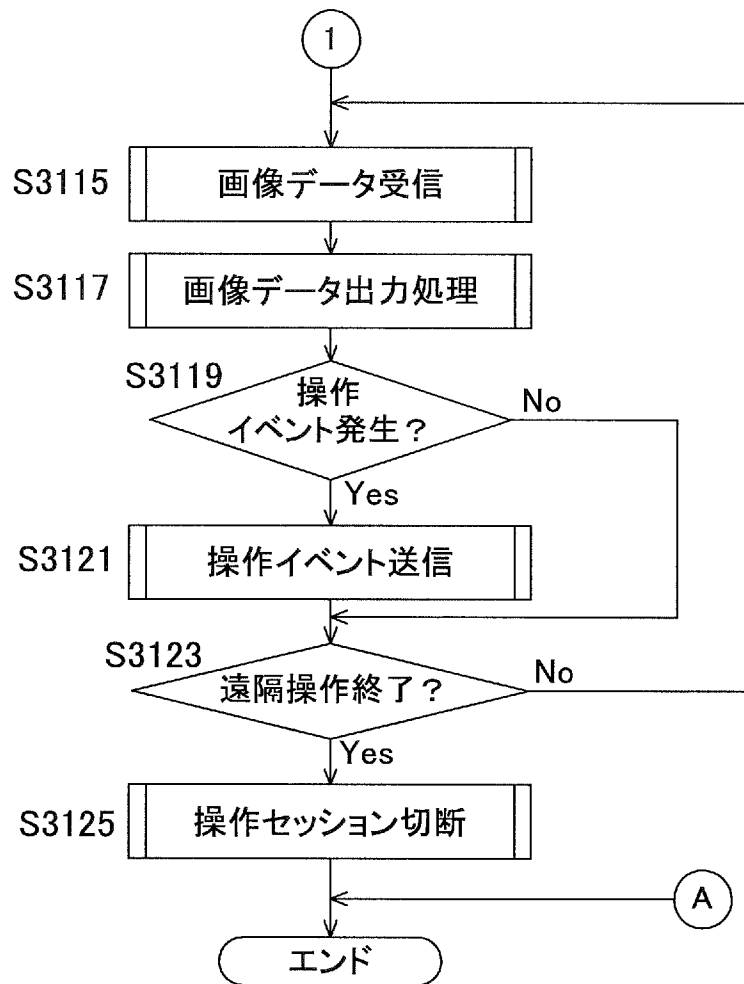 1
S3115
画像データ受信
S3117
画像データ出力処理
S3119
操作
イベント発生？
No
Yes
S3121
操作イベント送信
S3123
遠隔操作終了？
No
Yes
S3125
操作セッション切断
A
エンド